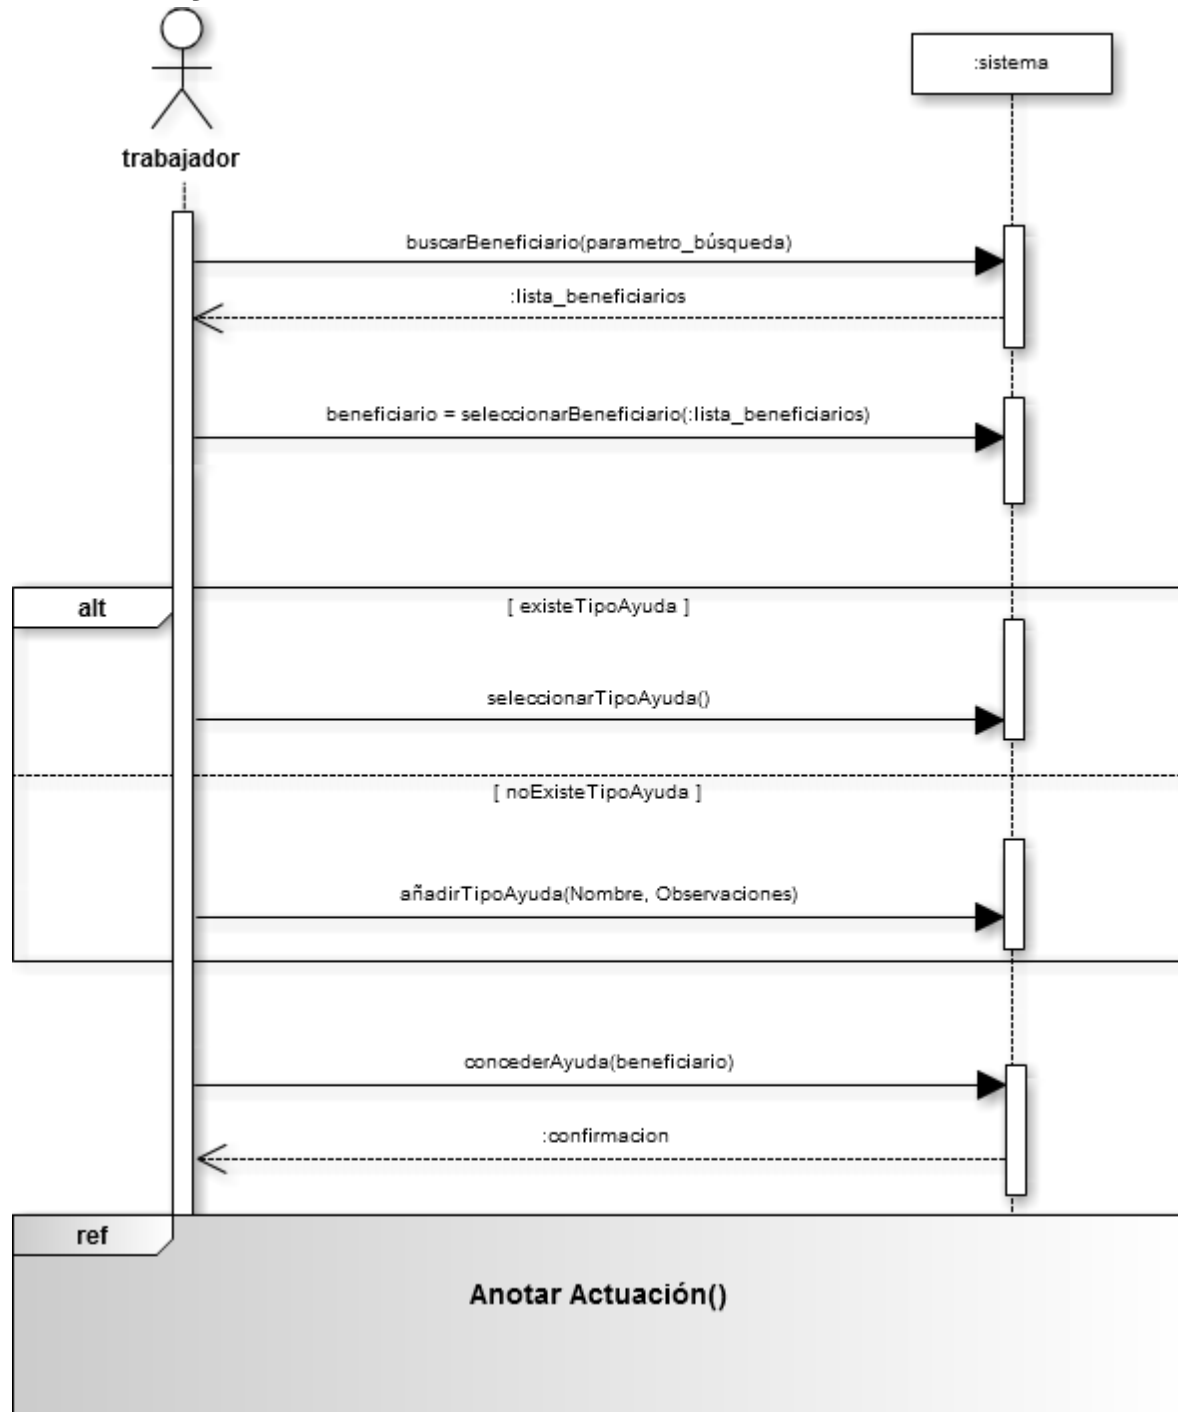 :sistema
trabajador
buscarBeneficiario(parametro_búsqueda)
:lista_beneficiarios
beneficiario = seleccionarBeneficiario(:lista_beneficiarios)
alt
[ existeTipoAyuda ]
seleccionarTipoAyuda()
[ noExisteTipoAyuda ]
añadirTipoAyuda(Nombre, Observaciones)
concederAyuda(beneficiario)
:confirmacion
ref
Anotar Actuación()